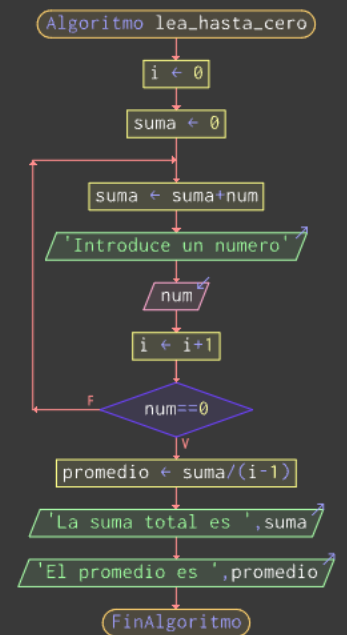 Algoritmo lea_hasta_cero
i ← 0
suma ← 0
suma ← suma+num
'Introduce un numero'
num
i ← i+1
F
num==0
V
promedio ← suma/(i-1)
'La suma total es ',suma
'El promedio es ',promedio
FinAlgoritmo